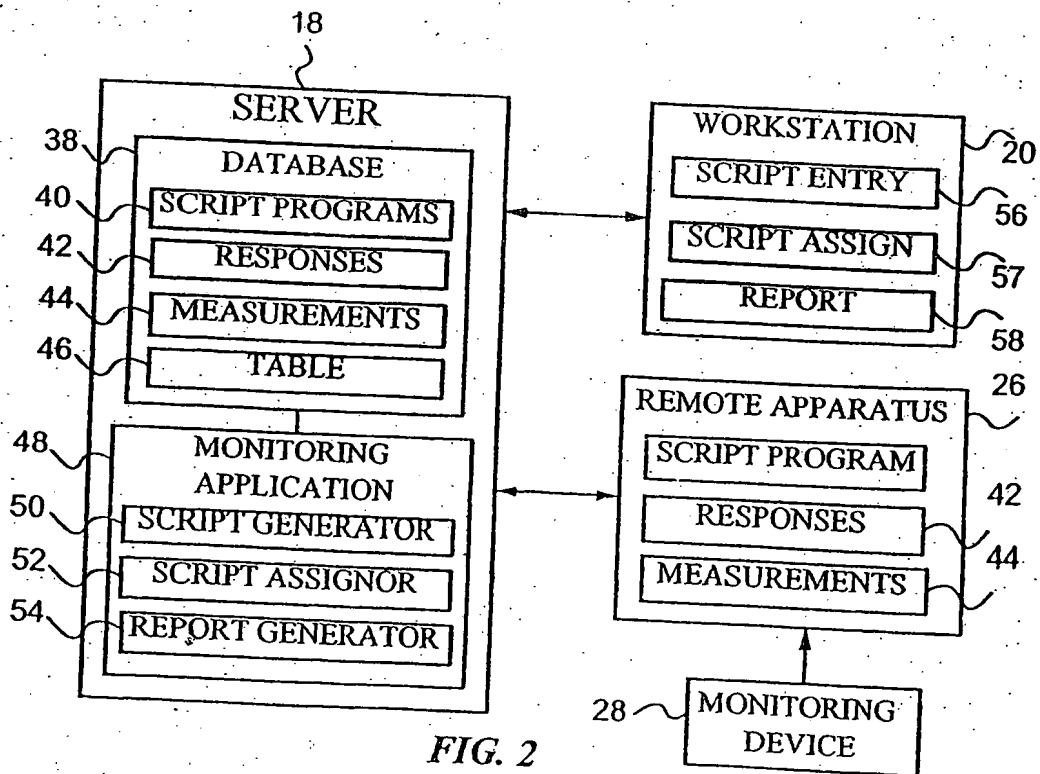 18
SERVER
38
DATABASE
40
SCRIPT PROGRAMS
42
RESPONSES
44
MEASUREMENTS
46
TABLE
48
MONITORING
APPLICATION
50
SCRIPT GENERATOR
52
SCRIPT ASSIGNOR
54
REPORT GENERATOR
WORKSTATION
20
SCRIPT ENTRY
56
SCRIPT ASSIGN
57
REPORT
58
26
REMOTE APPARATUS
SCRIPT PROGRAM
42
RESPONSES
44
MEASUREMENTS
28
MONITORING
DEVICE
FIG. 2